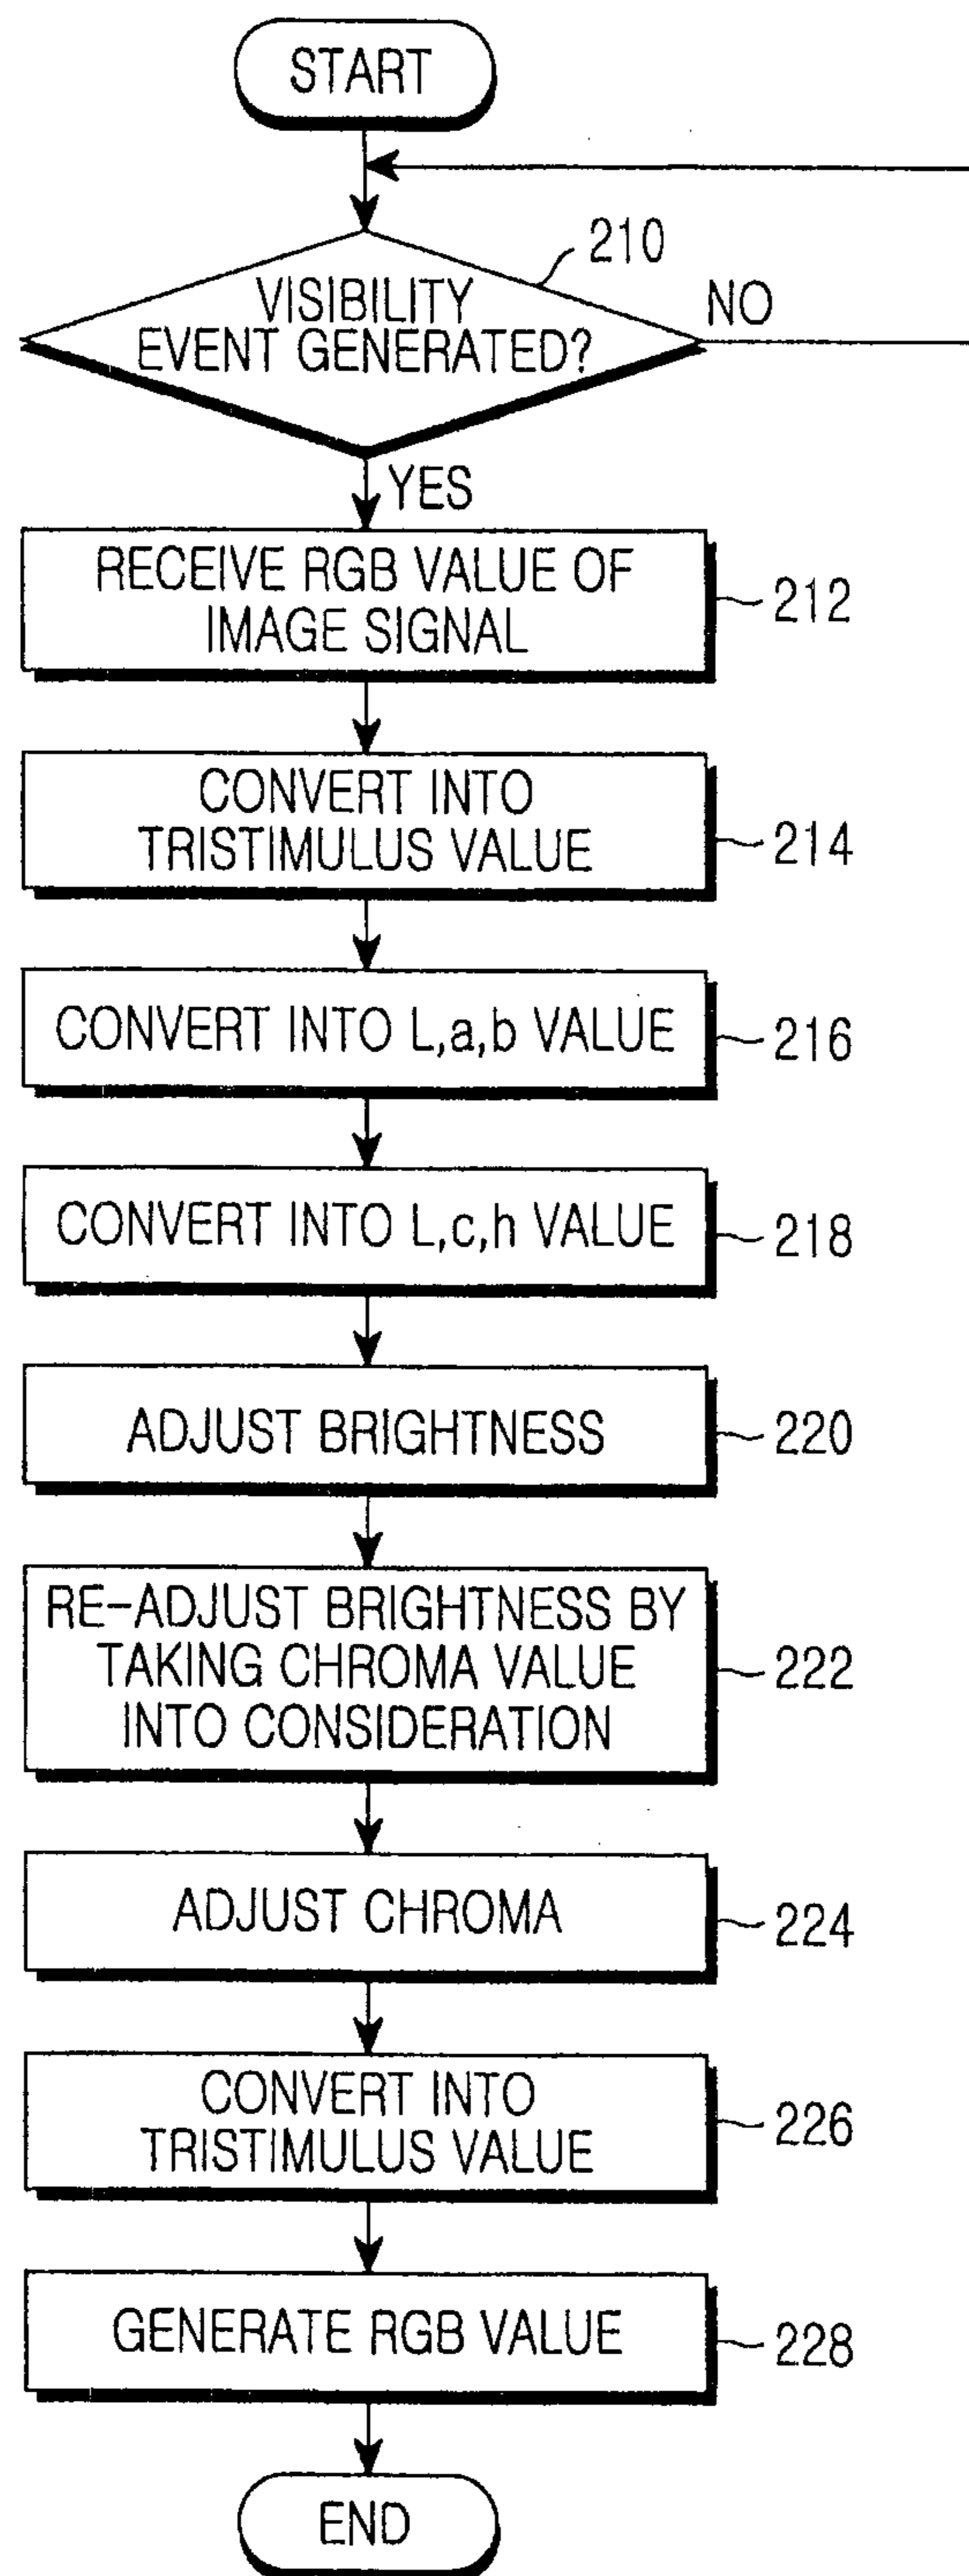 START
210
VISIBILITY
EVENT GENERATED?
NO
YES
RECEIVE RGB VALUE OF
IMAGE SIGNAL
212
CONVERT INTO
TRISTIMULUS VALUE
214
CONVERT INTO L,a,b VALUE
216
CONVERT INTO L,c,h VALUE
218
ADJUST BRIGHTNESS
220
RE-ADJUST BRIGHTNESS BY
TAKING CHROMA VALUE
INTO CONSIDERATION
222
ADJUST CHROMA
224
CONVERT INTO
TRISTIMULUS VALUE
226
GENERATE RGB VALUE
228
END